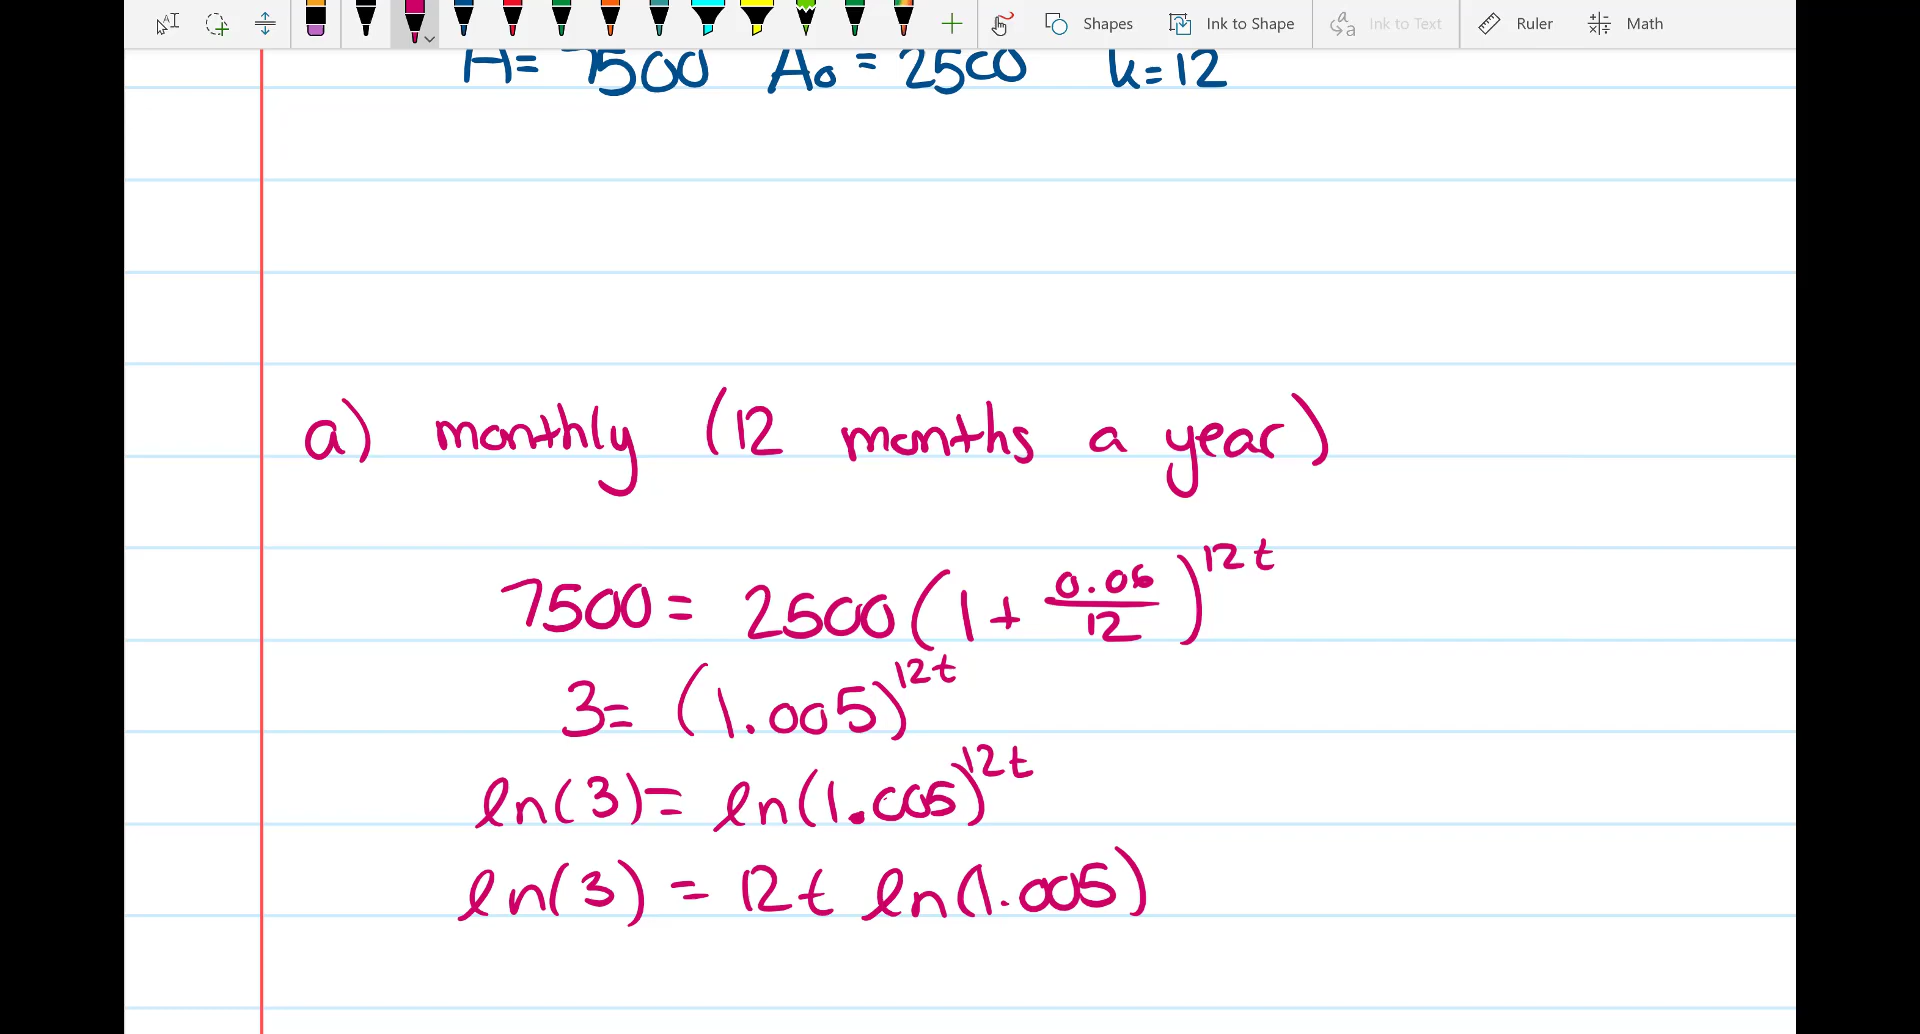 Shapes Ink to Shape Ink to Text Ruler Math
A = 7500 A₀ = 2500 k = 12
a) monthly (12 months a year)
7500 = 2500 (1 + 0.06/12)^12t
3 = (1.005)^12t
ln(3) = ln(1.005)^12t
ln(3) = 12t ln(1.005)